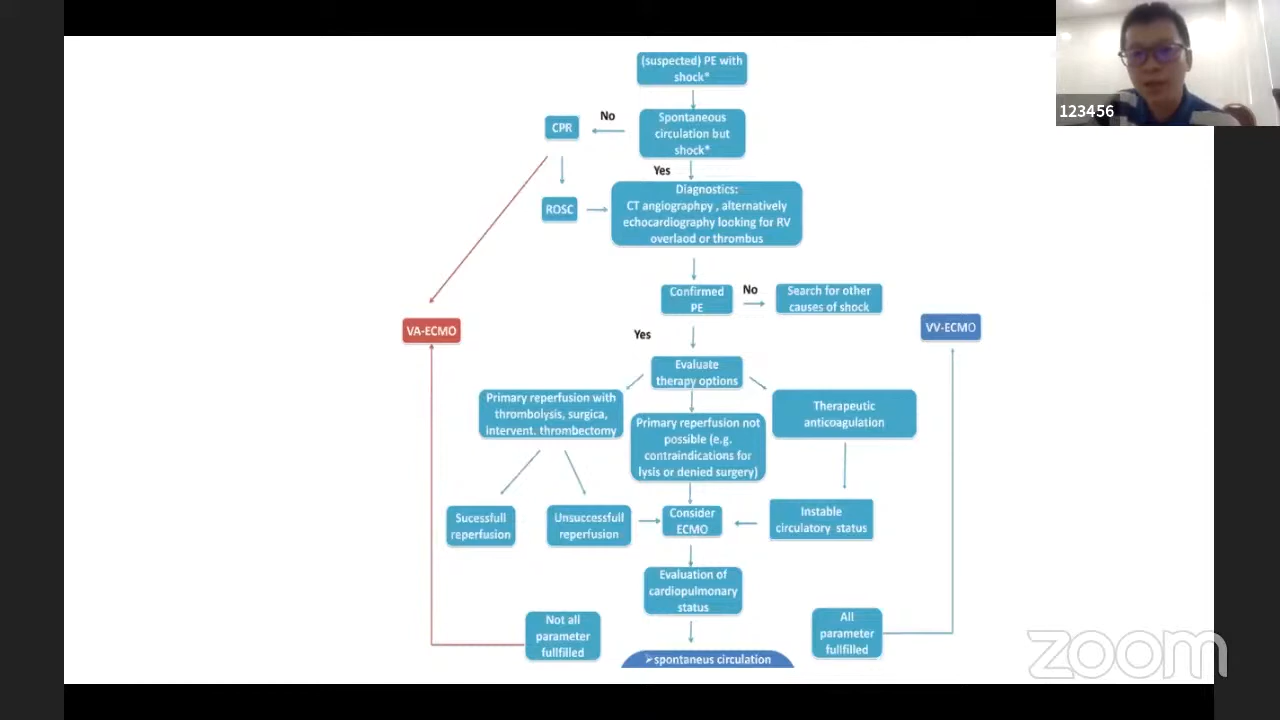 (suspected) PE with
shock*
Spontaneous
circulation but
shock*
No
CPR
Yes
ROSC
Diagnostics:
CT angiographpy , alternatively
echocardiography looking for RV
overlaod or thrombus
Confirmed
PE
No
Search for other
causes of shock
Yes
VA-ECMO
VV-ECMO
Evaluate
therapy options
Primary reperfusion with
thrombolysis, surgica,
intervent. thrombectomy
Primary reperfusion not
possible (e.g.
contraindications for
lysis or denied surgery)
Therapeutic
anticoagulation
Sucessfull
reperfusion
Unsuccessfull
reperfusion
Consider
ECMO
Instable
circulatory status
Evaluation of
cardiopulmonary
status
Not all
parameter
fullfilled
All
parameter
fullfilled
spontaneus circulation
123456
zoom